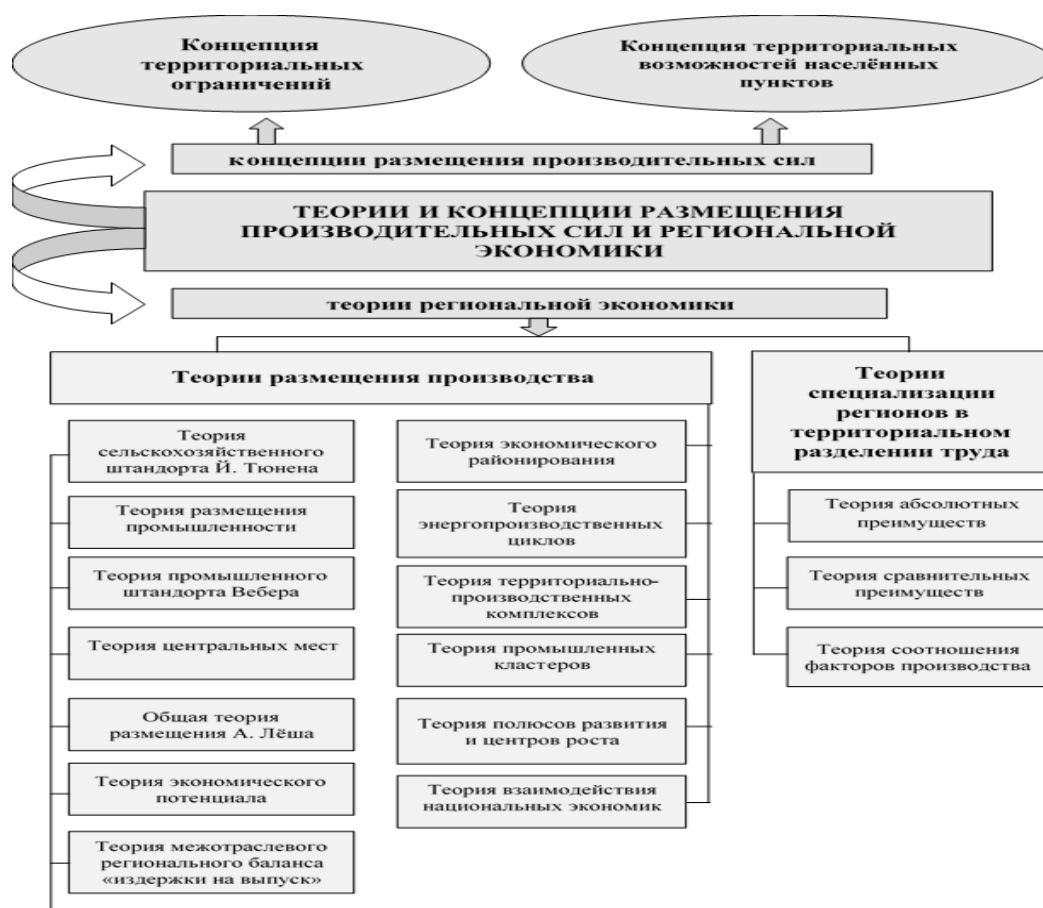 Концепция
территориальных
ограничений
Концепция территориальных
возможностей населённых
пунктов
концепции размещения производительных сил
ТЕОРИИ И КОНЦЕПЦИИ РАЗМЕЩЕНИЯ
ПРОИЗВОДИТЕЛЬНЫХ СИЛ И РЕГИОНАЛЬНОЙ
ЭКОНОМИКИ
теории региональной экономики
Теории размещения производства
Теория
сельскохозяйственного
штандорта Й. Тюнена
Теория размещения
промышленности
Теория промышленного
штандорта Вебера
Теория центральных мест
Общая теория
размещения А. Лёша
Теория экономического
потенциала
Теория межотраслевого
регионального баланса
«издержки на выпуск»
Теория экономического
районирования
Теория
энергопроизводственных
циклов
Теория территориально-
производственных
комплексов
Теория промышленных
кластеров
Теория полюсов развития
и центров роста
Теория взаимодействия
национальных экономик
Теории
специализации
регионов в
территориальном
разделении труда
Теория абсолютных
преимуществ
Теория сравнительных
преимуществ
Теория соотношения
факторов производства